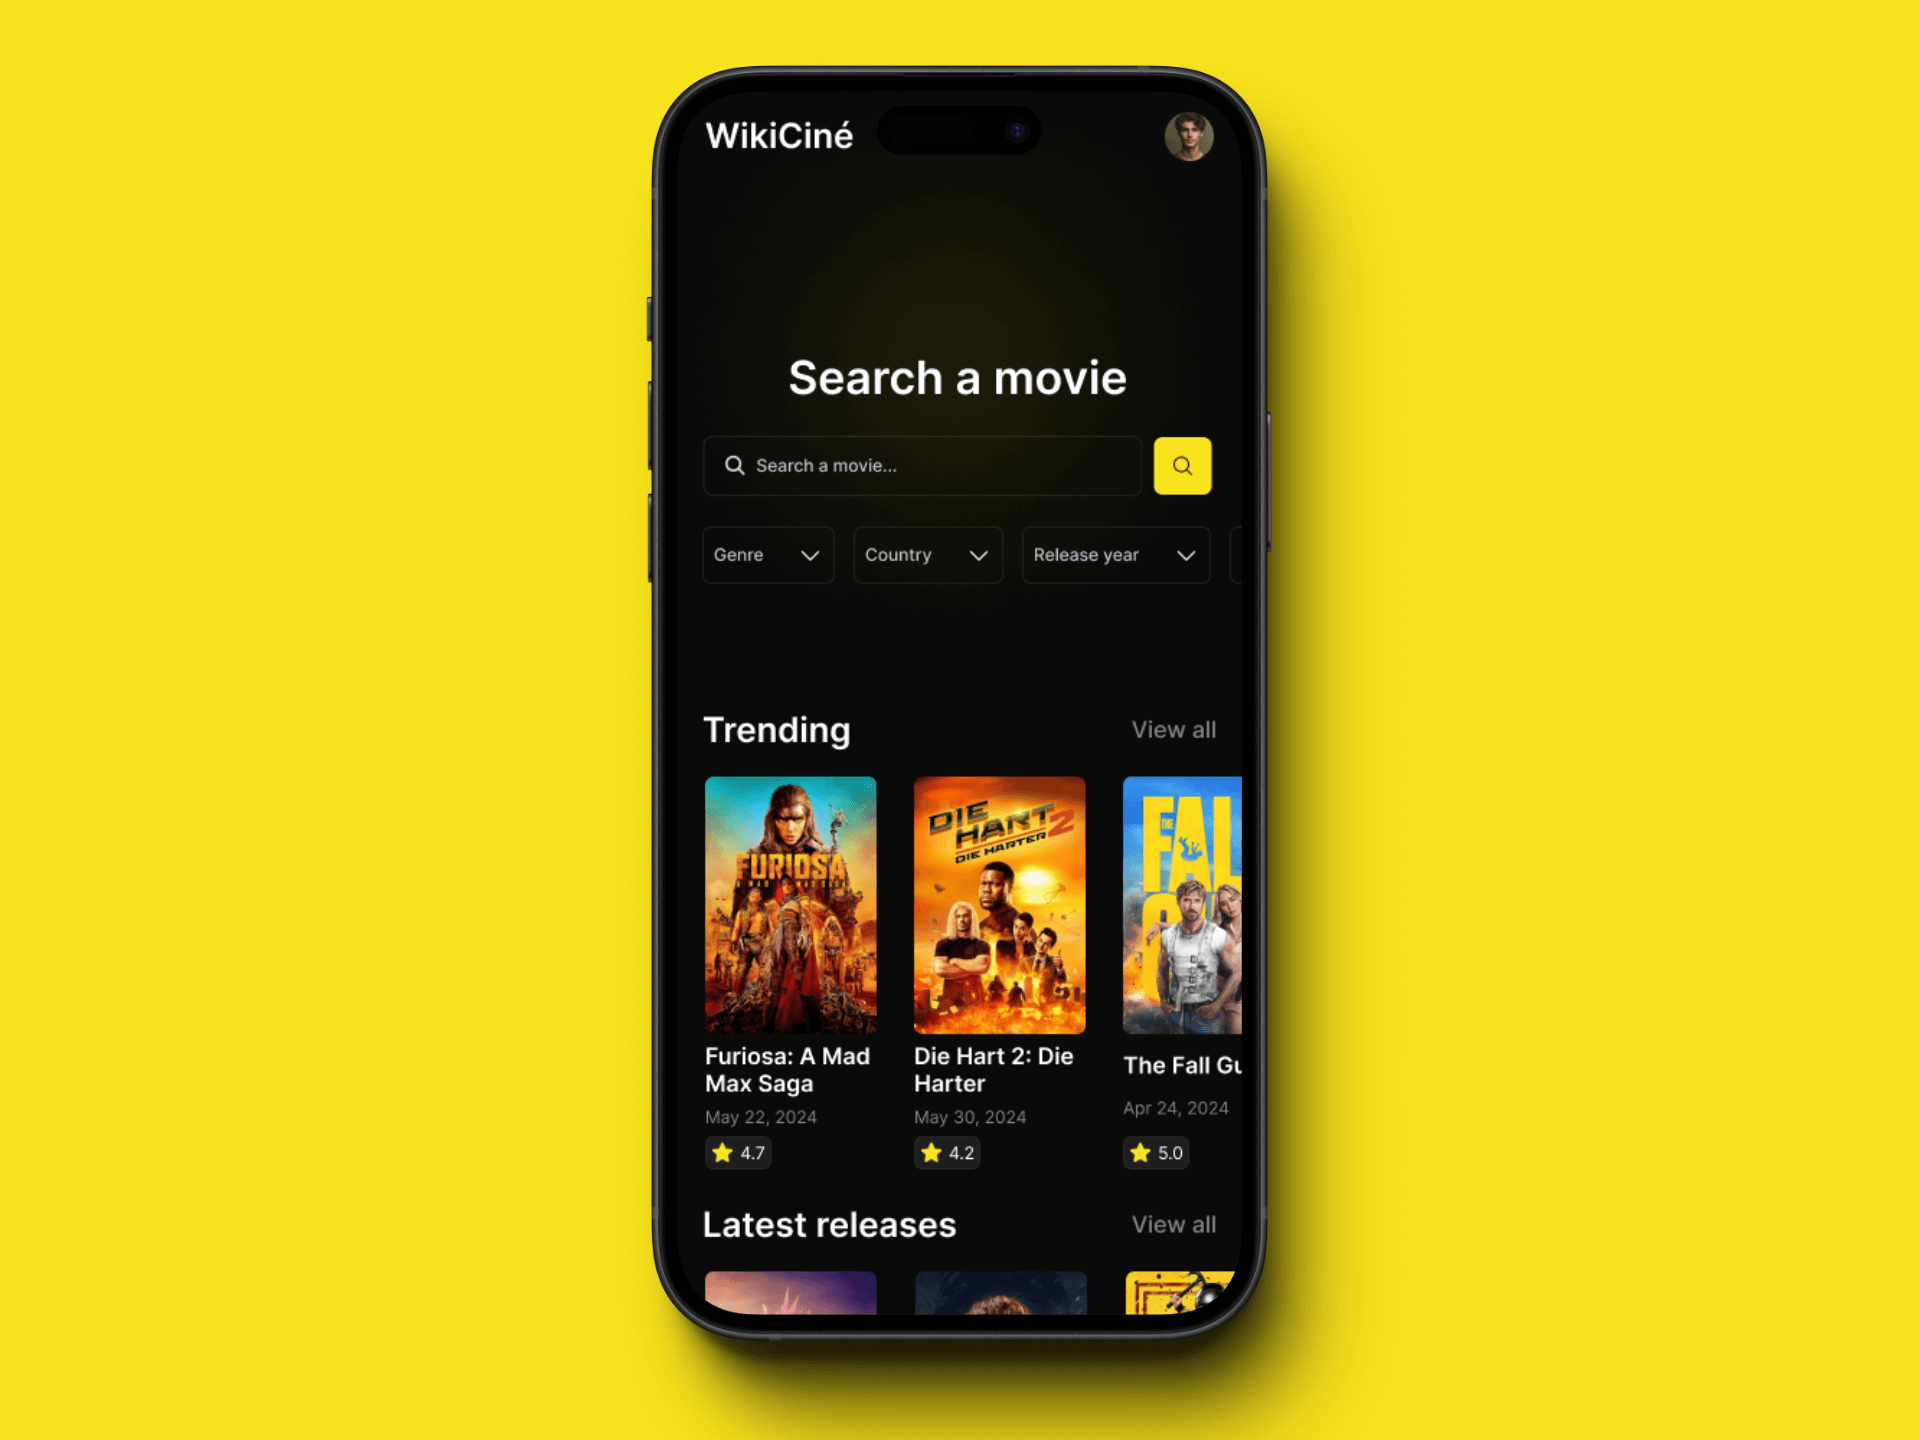 WikiCiné
Search a movie
Search a movie...
Genre
Country
Release year
Trending
View all
FURIOSA
DIE
HART 2
DIE HARTER
THE
FALL
Furiosa: A Mad
Max Saga
May 22, 2024
4.7
Die Hart 2: Die
Harter
May 30, 2024
4.2
The Fall Gu
Apr 24, 2024
5.0
Latest releases
View all